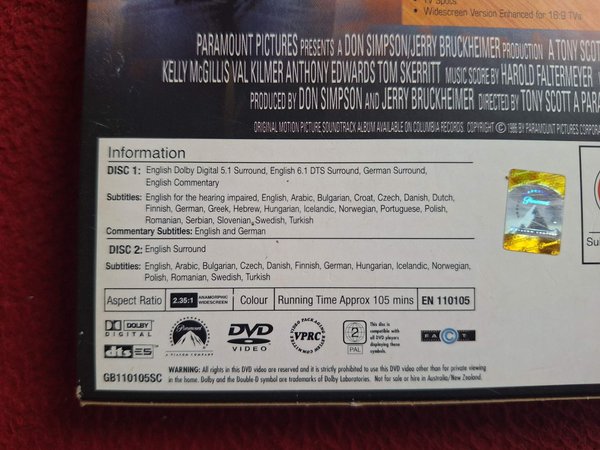 • TV Spots.
• Widescreen Version Enhanced for 16:9 TVs
PARAMOUNT PICTURES PRESENTS A DON SIMPSON/JERRY BRUCKHEIMER PRODUCTION A TONY SCOTT
KELLY McGILLIS VAL KILMER ANTHONY EDWARDS TOM SKERRITT MUSIC SCORE BY HAROLD FALTERMEYER
PRODUCED BY DON SIMPSON AND JERRY BRUCKHEIMER DIRECTED BY TONY SCOTT A PARA
ORIGINAL MOTION PICTURE SOUNDTRACK ALBUM AVAILABLE ON COLUMBIA RECORDS. COPYRIGHT © 1986 BY PARAMOUNT PICTURES CORPORA
Information
DISC 1: English Dolby Digital 5.1 Surround, English 6.1 DTS Surround, German Surround,
English Commentary
Subtitles: English for the hearing impaired, English, Arabic, Bulgarian, Croat, Czech, Danish, Dutch,
Finnish, German, Greek, Hebrew, Hungarian, Icelandic, Norwegian, Portuguese, Polish,
Romanian, Serbian, Slovenian, Swedish, Turkish
Commentary Subtitles: English and German
DISC 2: English Surround
Subtitles: English, Arabic, Bulgarian, Czech, Danish, Finnish, German, Hungarian, Icelandic, Norwegian,
Polish, Romanian, Swedish, Turkish
Aspect Ratio 2.35:1 ANAMORPHIC WIDESCREEN Colour Running Time Approx 105 mins EN 110105
DOLBY DIGITAL
dts ES
Paramount
A VIACOM COMPANY
DVD VIDEO
VIDEO PACKAGING REVIEW COMMITTEE VPRC
2 PAL
This disc is compatible with all DVD players displaying these symbols.
FACT
GB110105SC
WARNING: All rights in this DVD video are reserved and it is strictly prohibited to use this DVD video other than for private viewing
in the home. Dolby and the Double-D symbol are trademarks of Dolby Laboratories. Not for sale or hire in Australia/New Zealand.
Paramount
Su